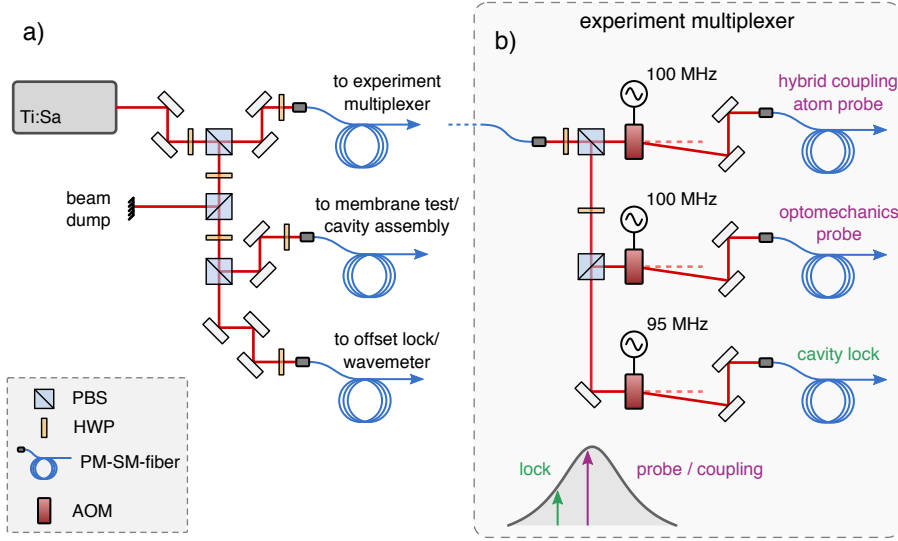 a)
Ti:Sa
to experiment
multiplexer
beam
dump
to membrane test/
cavity assembly
to offset lock/
wavemeter
PBS
HWP
PM-SM-fiber
AOM
experiment multiplexer
b)
100 MHz
hybrid coupling
atom probe
100 MHz
optomechanics
probe
95 MHz
cavity lock
lock
probe / coupling